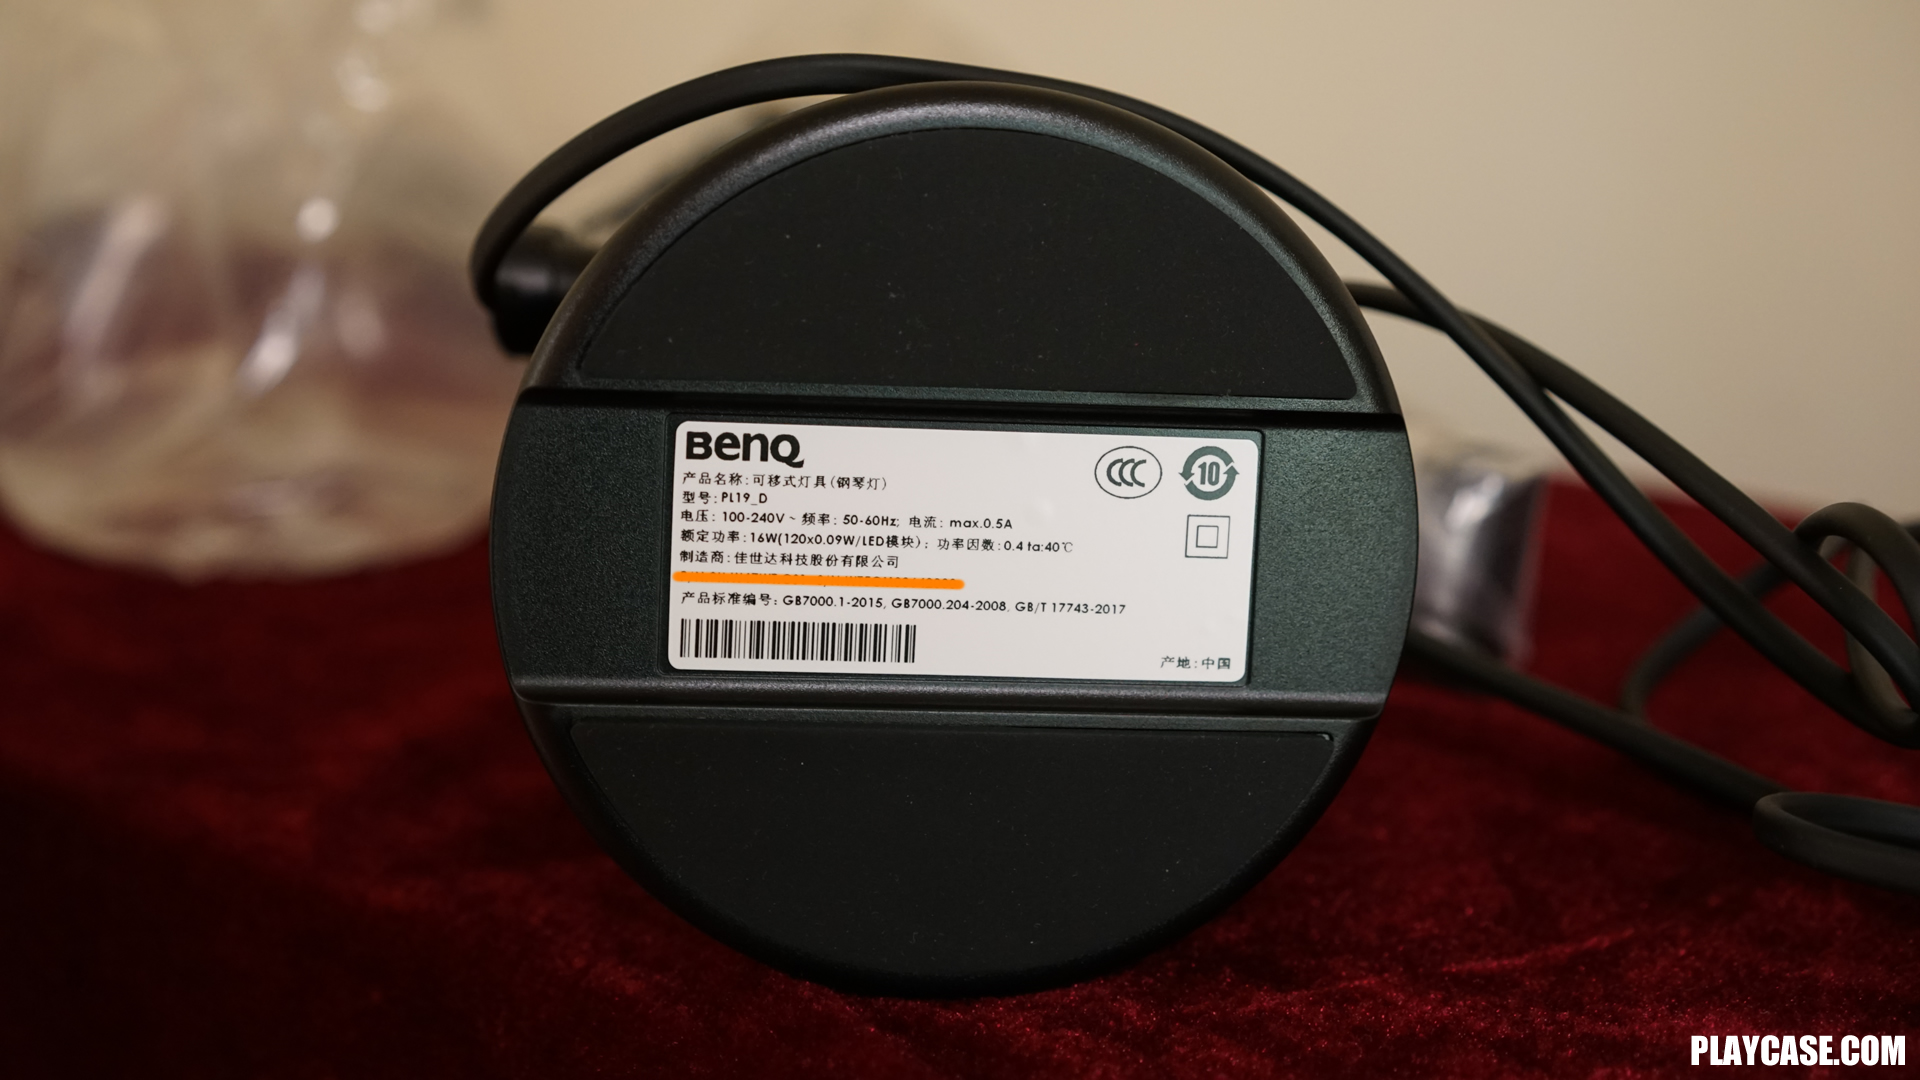 BenQ
CCC
10
产品名称:可移式灯具(钢琴灯)
型号:PL19_D
电压: 100-240V~ 频率: 50-60Hz; 电流: max.0.5A
额定功率:16W(120x0.09W/LED模块); 功率因数:0.4 ta:40℃
制造商:佳世达科技股份有限公司
产品标准编号: GB7000.1-2015, GB7000.204-2008, GB/T 17743-2017
产地:中国
PLAYCASE.COM